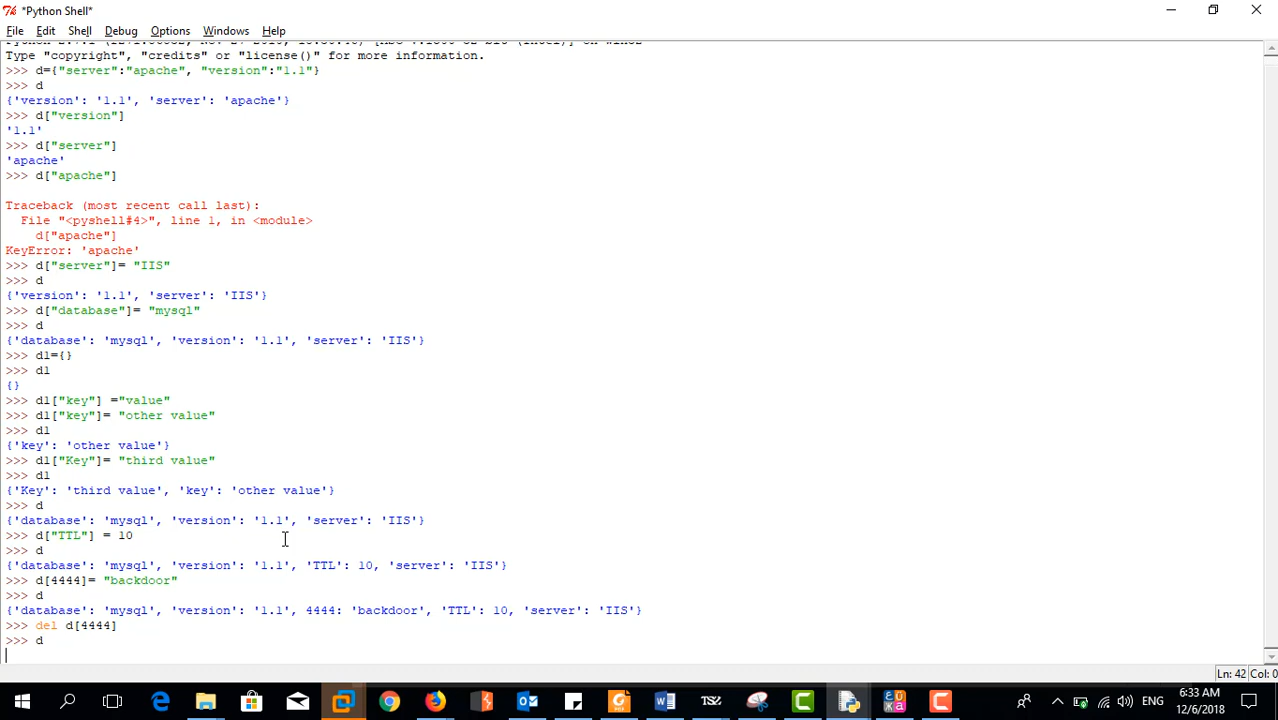 *Python Shell*
File Edit Shell Debug Options Windows Help
Type "copyright", "credits" or "license()" for more information.
>>> d={"server":"apache", "version":"1.1"}
>>> d
{'version': '1.1', 'server': 'apache'}
>>> d["version"]
'1.1'
>>> d["server"]
'apache'
>>> d["apache"]
Traceback (most recent call last):
File "<pyshell#4>", line 1, in <module>
d["apache"]
KeyError: 'apache'
>>> d["server"]= "IIS"
>>> d
{'version': '1.1', 'server': 'IIS'}
>>> d["database"]= "mysql"
>>> d
{'database': 'mysql', 'version': '1.1', 'server': 'IIS'}
>>> d1={}
>>> d1
{}
>>> d1["key"] ="value"
>>> d1["key"]= "other value"
>>> d1
{'key': 'other value'}
>>> d1["Key"]= "third value"
>>> d1
{'Key': 'third value', 'key': 'other value'}
>>> d
{'database': 'mysql', 'version': '1.1', 'server': 'IIS'}
>>> d["TTL"] = 10
>>> d
{'database': 'mysql', 'version': '1.1', 'TTL': 10, 'server': 'IIS'}
>>> d[4444]= "backdoor"
>>> d
{'database': 'mysql', 'version': '1.1', 4444: 'backdoor', 'TTL': 10, 'server': 'IIS'}
>>> del d[4444]
>>> d
Ln: 42 Col: 0
ENG
6:33 AM
12/6/2018